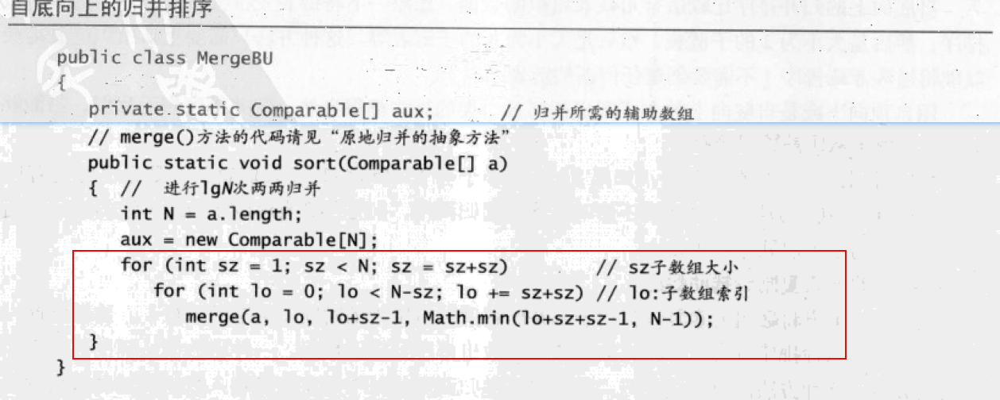 自底向上的归并排序
public class MergeBU
{
private static Comparable[] aux; // 归并所需的辅助数组
// merge()方法的代码请见“原地归并的抽象方法”
public static void sort(Comparable[] a)
{ // 进行lgN次两两归并
int N = a.length;
aux = new Comparable[N];
for (int sz = 1; sz < N; sz = sz+sz) // sz子数组大小
for (int lo = 0; lo < N-sz; lo += sz+sz) // lo:子数组索引
merge(a, lo, lo+sz-1, Math.min(lo+sz+sz-1, N-1));
}
}